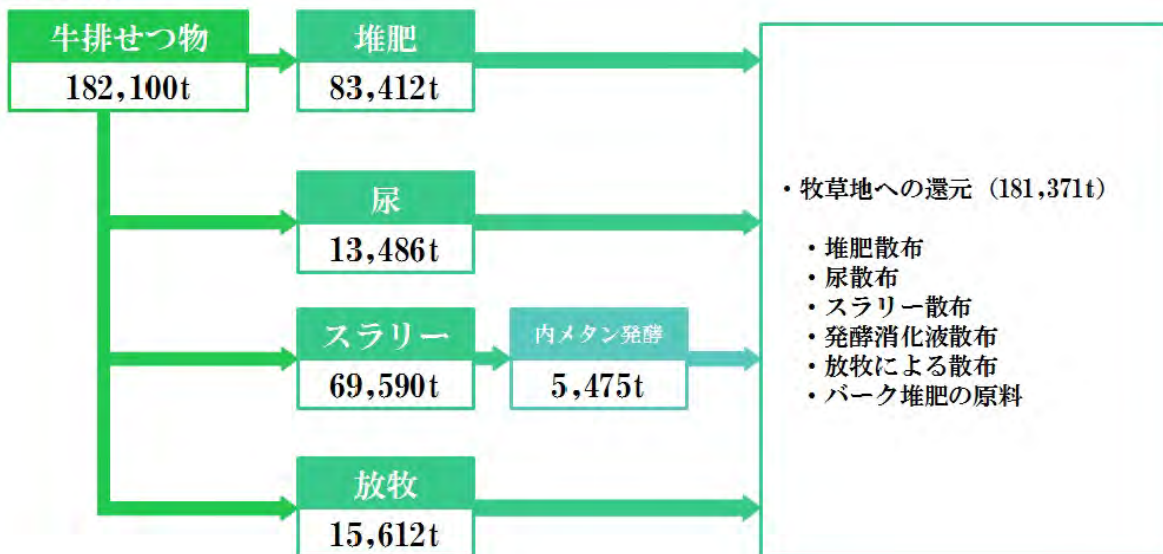 牛排せつ物
182,100t
堆肥
83,412t
尿
13,486t
スラリー
69,590t
内メタン発酵
5,475t
放牧
15,612t
・牧草地への還元（181,371t）
・堆肥散布
・尿散布
・スラリー散布
・発酵消化液散布
・放牧による散布
・バーク堆肥の原料